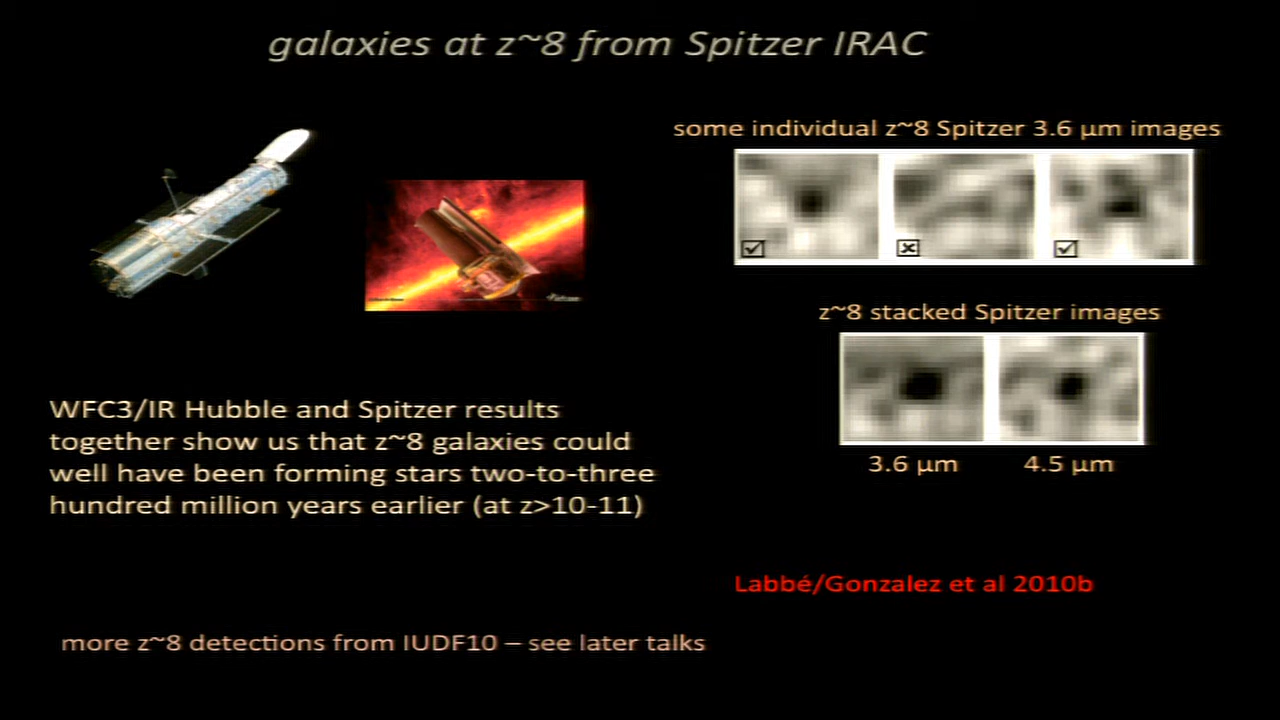 galaxies at z~8 from Spitzer IRAC
some individual z~8 Spitzer 3.6 µm images
z~8 stacked Spitzer images
3.6 µm 4.5 µm
WFC3/IR Hubble and Spitzer results
together show us that z~8 galaxies could
well have been forming stars two-to-three
hundred million years earlier (at z>10-11)
Labbé/Gonzalez et al 2010b
more z~8 detections from IUDF10 – see later talks